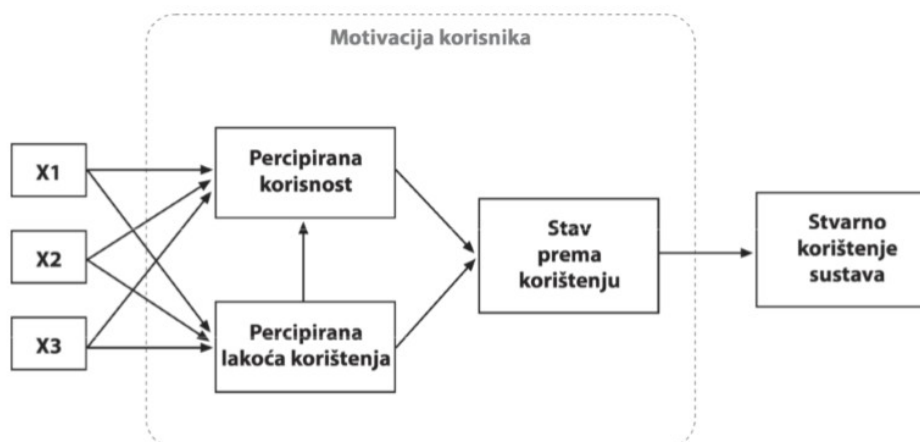 Motivacija korisnika
X1
X2
X3
Percipirana
korisnost
Percipirana
lakoća korištenja
Stav
prema
korištenju
Stvarno
korištenje
sustava